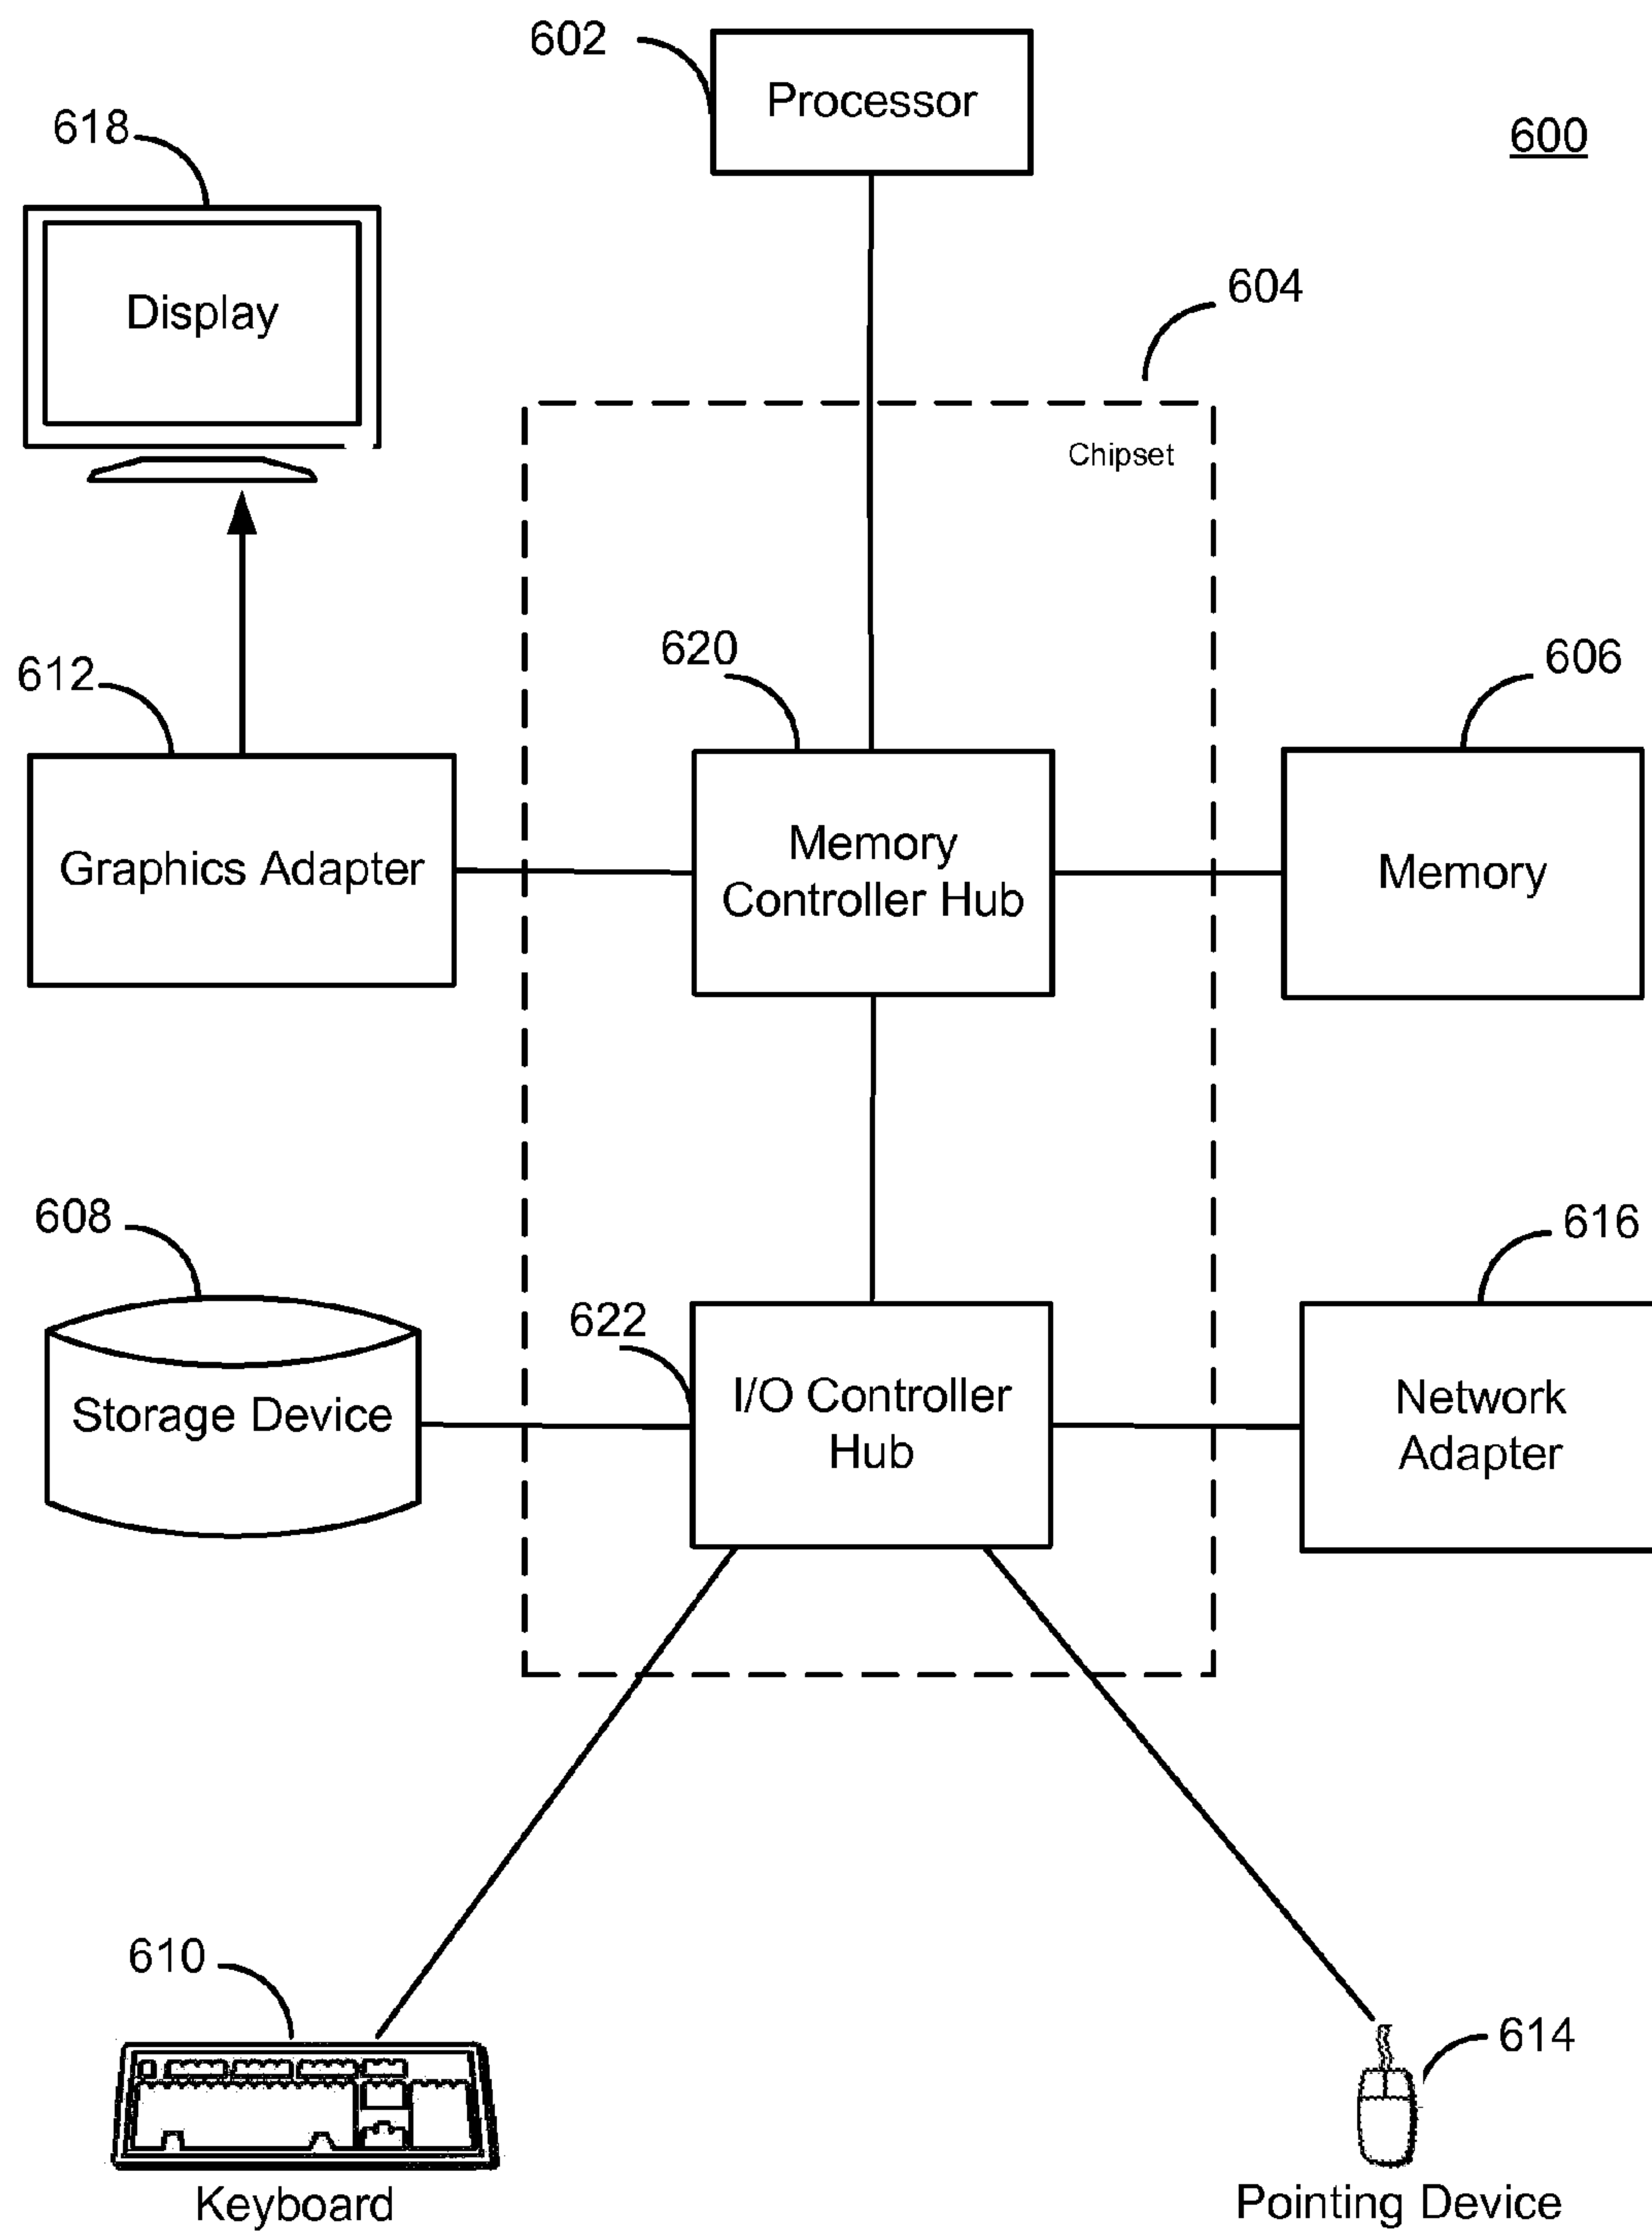 602
Processor
600
618
Display
604
Chipset
620
606
612
Memory
Controller Hub
Graphics Adapter
Memory
608
616
622
I/O Controller
Hub
Storage Device
Network
Adapter
610
614
Keyboard
Pointing Device